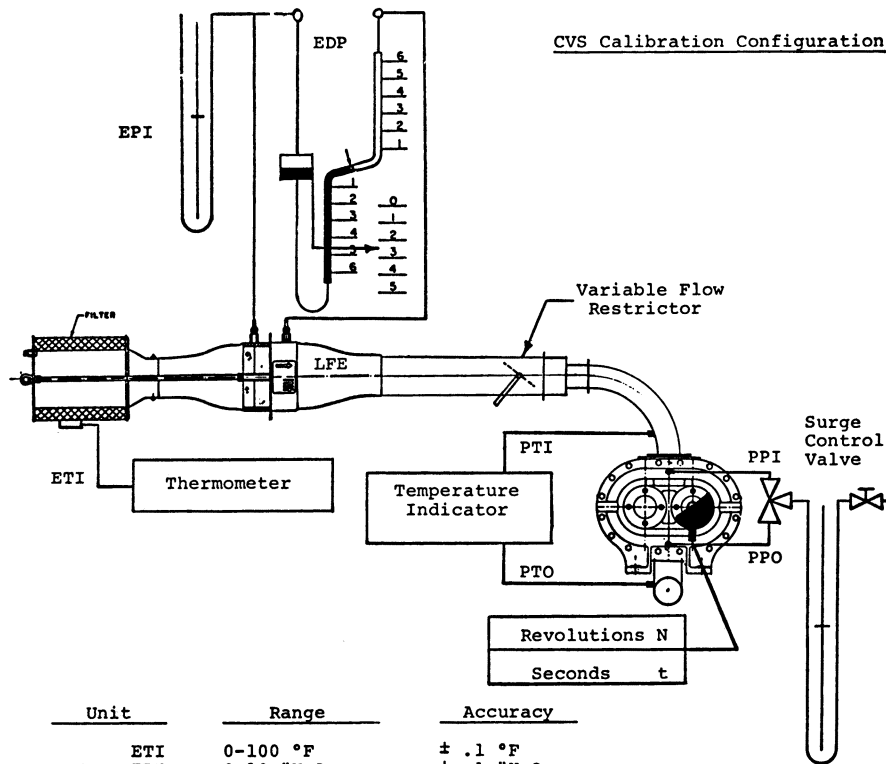 CVS Calibration Configuration
EDP
EPI
6
5
4
3
2
1
1
2
3
4
5
6
0
1
2
3
4
5
Variable Flow
Restrictor
FILTER
LFE
Surge
Control
Valve
PTI
PPI
ETI
Thermometer
Temperature
Indicator
PPO
PTO
Revolutions N
Seconds t
Unit Range Accuracy
ETI 0-100 °F ± .1 °F